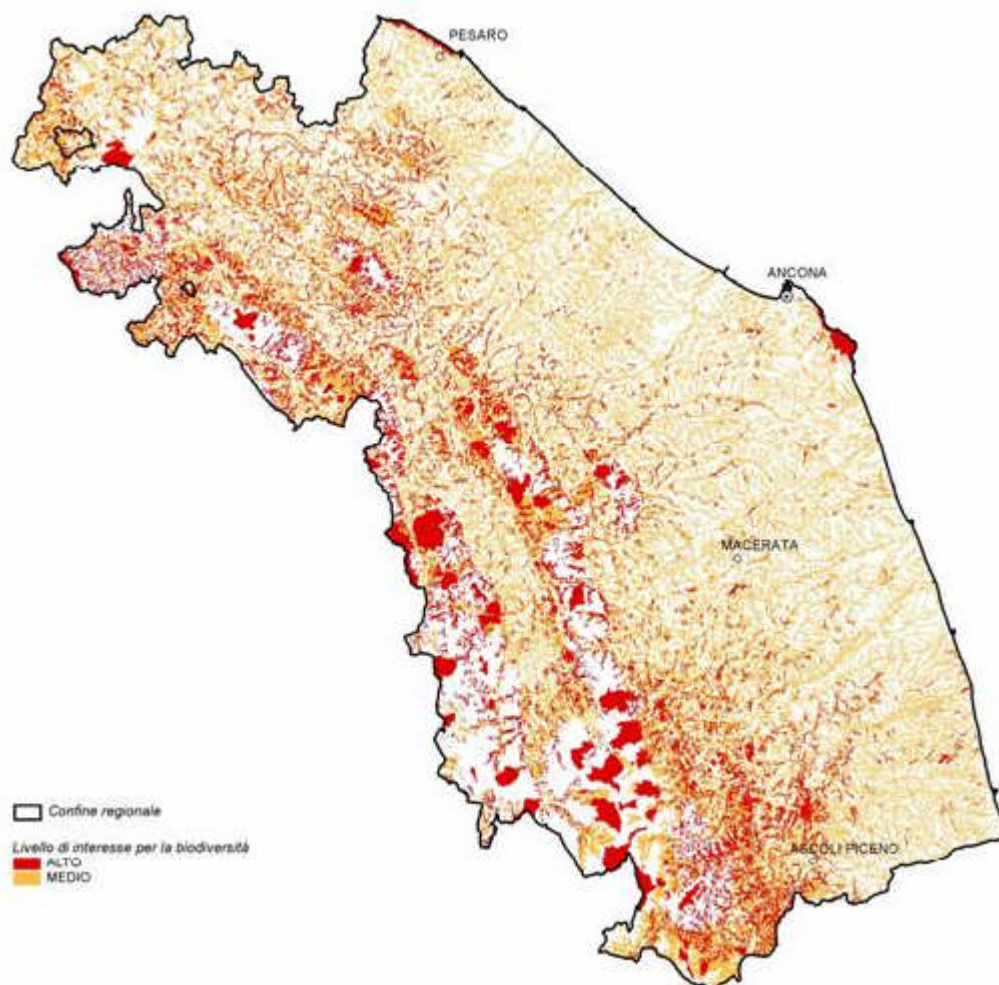 PESARO
ANCONA
MACERATA
ASCOLI PICENO
Confine regionale
Livello di interesse per la biodiversità
ALTO
MEDIO